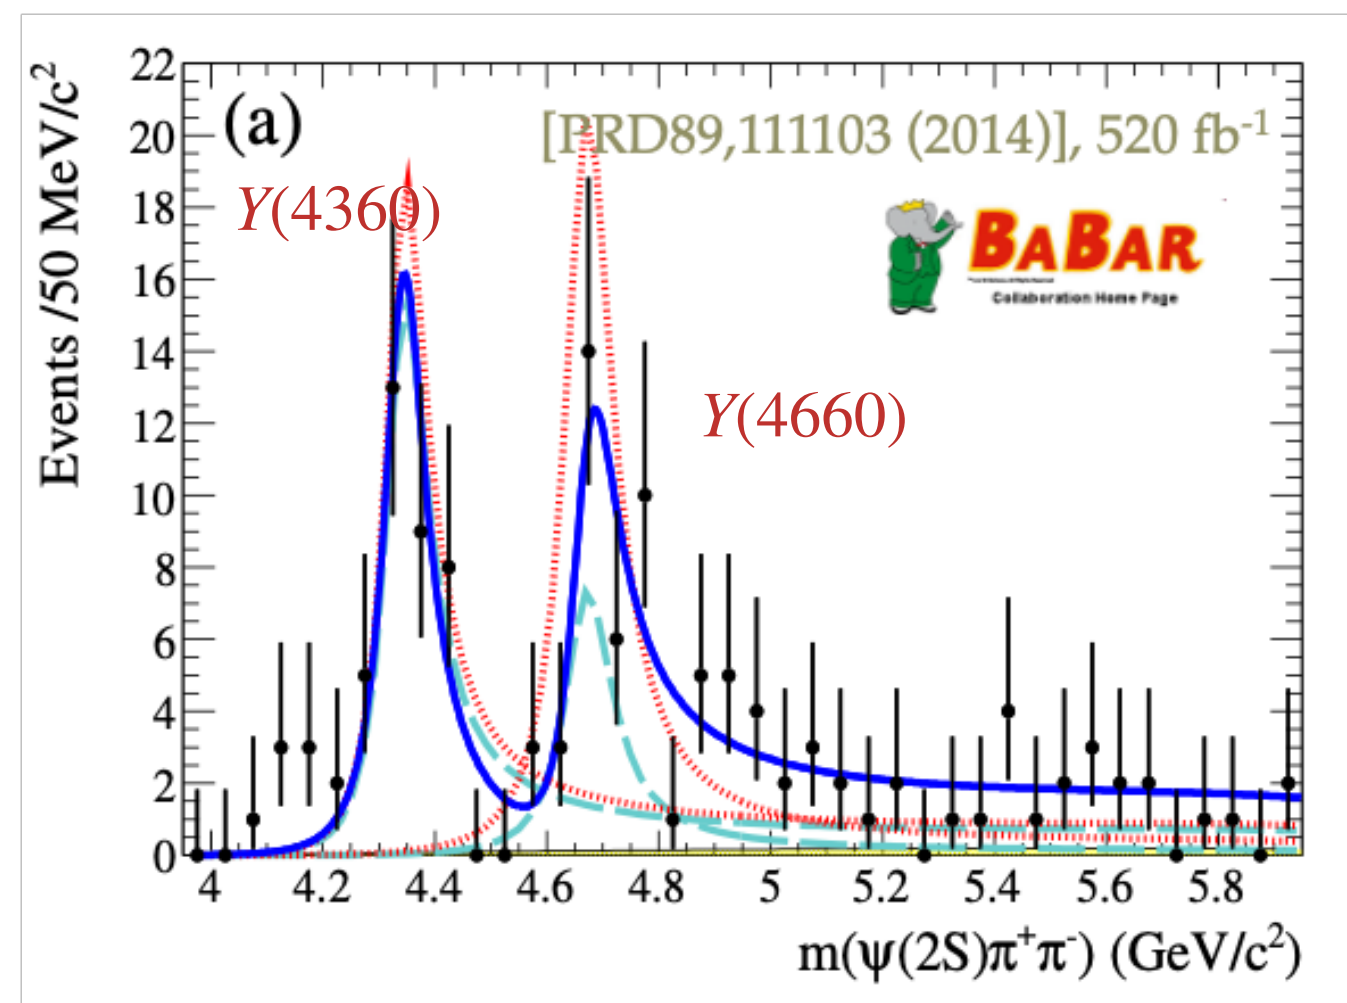 22
20
18
16
14
12
10
8
6
4
2
0
Events /50 MeV/c²
(a)
[PRD89,111103 (2014)], 520 fb⁻¹
Y(4360)
BABAR
Collaboration Home Page
Y(4660)
4 4.2 4.4 4.6 4.8 5 5.2 5.4 5.6 5.8
m(ψ(2S)π⁺π⁻) (GeV/c²)